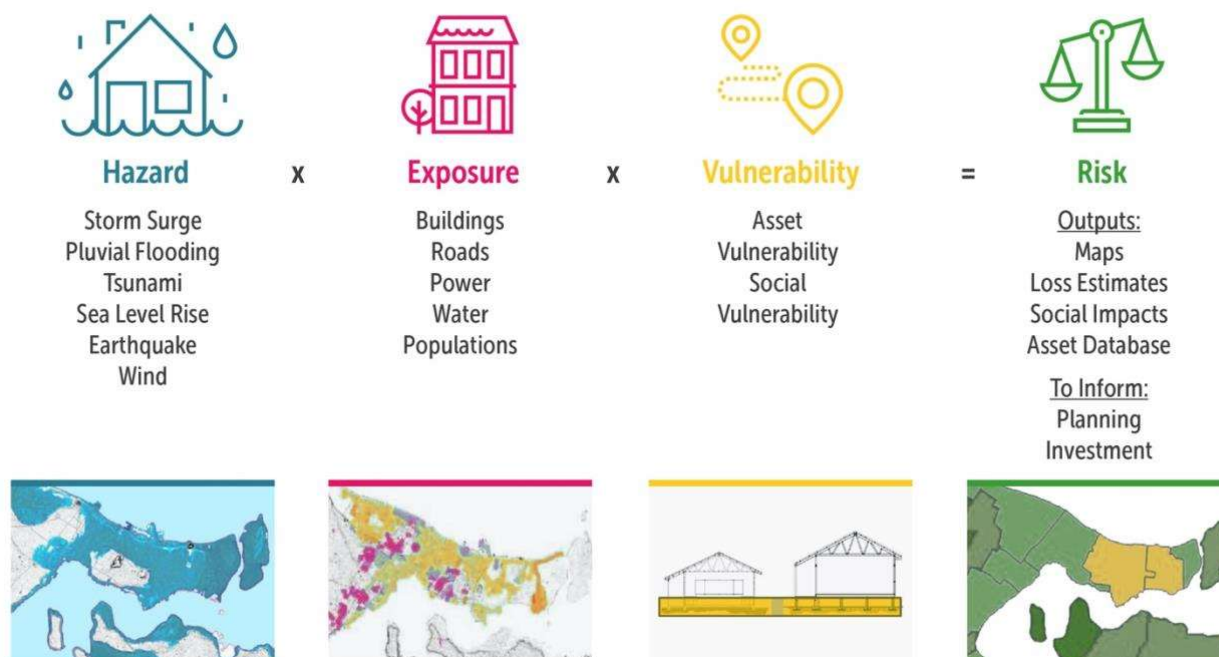 Hazard x Exposure x Vulnerability = Risk
Storm Surge
Pluvial Flooding
Tsunami
Sea Level Rise
Earthquake
Wind
Buildings
Roads
Power
Water
Populations
Asset
Vulnerability
Social
Vulnerability
Outputs:
Maps
Loss Estimates
Social Impacts
Asset Database
To Inform:
Planning
Investment